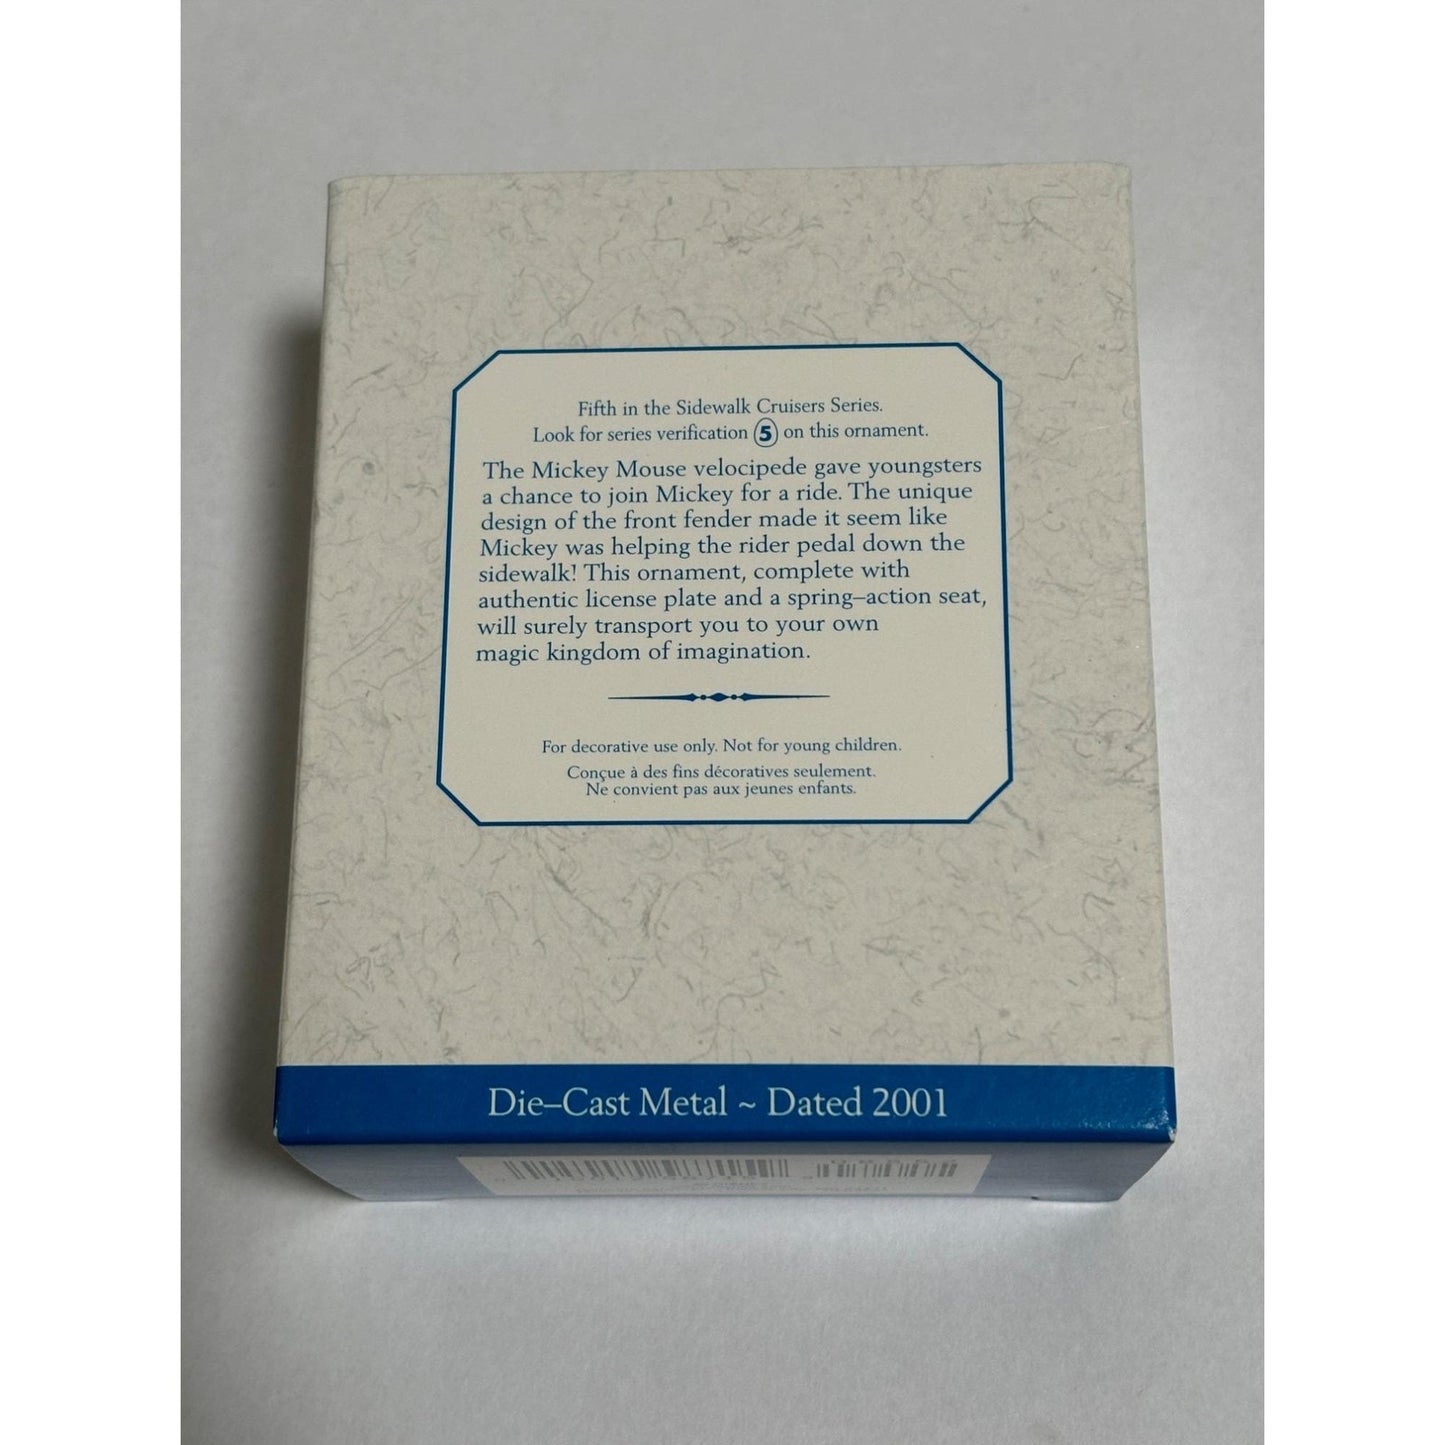 Fifth in the Sidewalk Cruisers Series.
Look for series verification 5 on this ornament.
The Mickey Mouse velocipede gave youngsters
a chance to join Mickey for a ride. The unique
design of the front fender made it seem like
Mickey was helping the rider pedal down the
sidewalk! This ornament, complete with
authentic license plate and a spring–action seat,
will surely transport you to your own
magic kingdom of imagination.
For decorative use only. Not for young children.
Conçue à des fins décoratives seulement.
Ne convient pas aux jeunes enfants.
Die–Cast Metal ~ Dated 2001